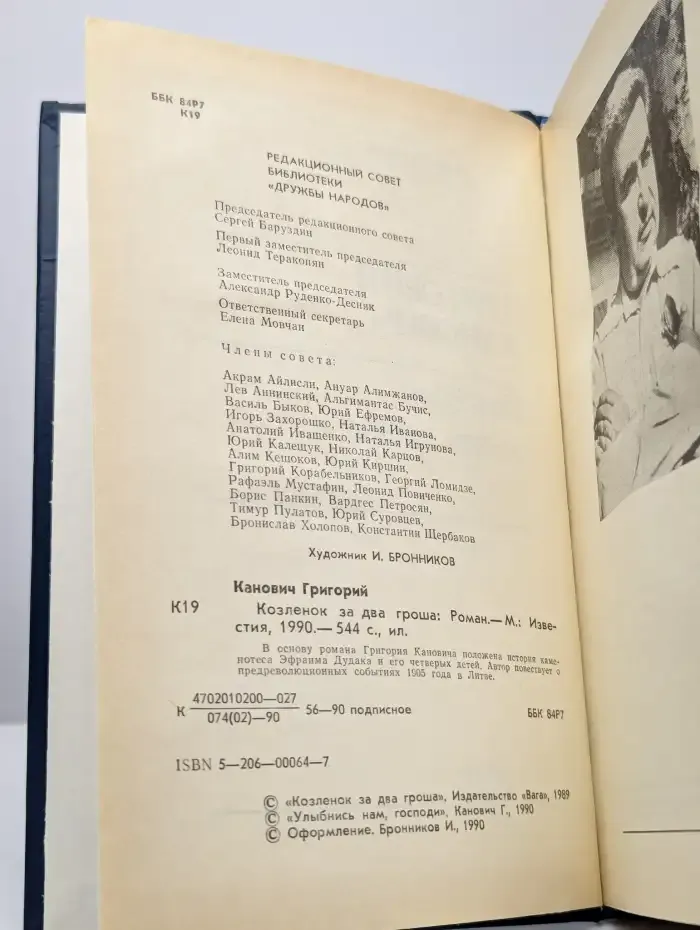 ББК 84Р7
К19
РЕДАКЦИОННЫЙ СОВЕТ
БИБЛИОТЕКИ
«ДРУЖБЫ НАРОДОВ»
Председатель редакционного совета
Сергей Баруздин
Первый заместитель председателя
Леонид Теракопян
Заместитель председателя
Александр Руденко-Десняк
Ответственный секретарь
Елена Мовчан
Члены совета:
Акрам Айлисли, Ануар Алимжанов,
Лев Аннинский, Альгимантас Бучис,
Василь Быков, Юрий Ефремов,
Игорь Захорошко, Наталья Иванова,
Анатолий Иващенко, Наталья Игрунова,
Юрий Калещук, Николай Карцов,
Алим Кешоков, Юрий Киршин,
Григорий Корабельников, Георгий Ломидзе,
Рафаэль Мустафин, Леонид Новиченко,
Борис Панкин, Вардгес Петросян,
Тимур Пулатов, Юрий Суровцев,
Бронислав Холопов, Константин Щербаков
Художник И. БРОННИКОВ
Канович Григорий
К19 Козленок за два гроша: Роман.— М.: Изве-
стия, 1990.— 544 с., ил.
В основу романа Григория Кановича положена история каме-
нотеса Эфраима Дудака и его четверых детей. Автор повествует о
предреволюционных событиях 1905 года в Литве.
К 4702010200—027
074(02)—90 56—90 подписное ББК 84Р7
ISBN 5—206—00064—7
© «Козленок за два гроша», Издательство «Вага», 1989
© «Улыбнись нам, господи», Канович Г., 1990
© Оформление. Бронников И., 1990